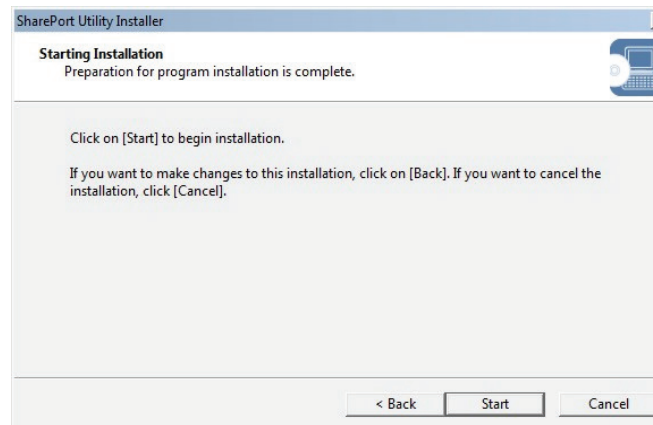 SharePort Utility Installer
Starting Installation
Preparation for program installation is complete.
Click on [Start] to begin installation.
If you want to make changes to this installation, click on [Back]. If you want to cancel the
installation, click [Cancel].
< Back Start Cancel